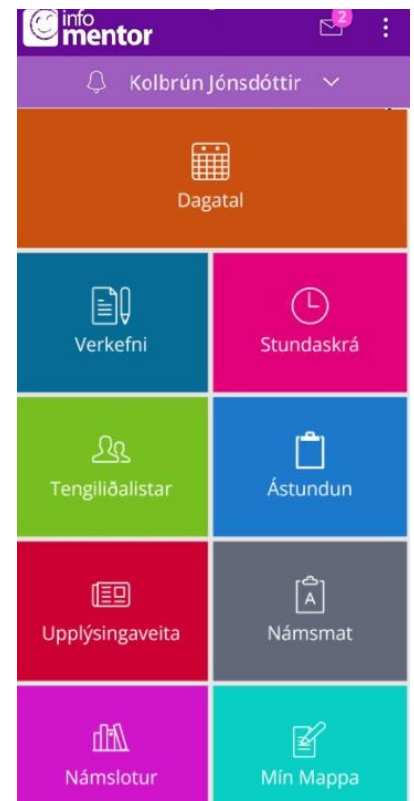 info
mentor
2
Kolbrún Jónsdóttir
Dagatal
Verkefni
Stundaskrá
Tengiliðalistar
Ástundun
Upplýsingaveita
A
Námsmat
Námslotur
Mín Mappa